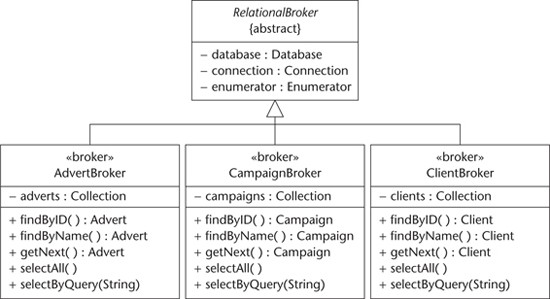 RelationalBroker
{abstract}
− database : Database
− connection : Connection
− enumerator : Enumerator
«broker»
AdvertBroker
− adverts : Collection
+ findByID( ) : Advert
+ findByName( ) : Advert
+ getNext( ) : Advert
+ selectAll( )
+ selectByQuery(String)
«broker»
CampaignBroker
− campaigns : Collection
+ findByID( ) : Campaign
+ findByName( ) : Campaign
+ getNext( ) : Campaign
+ selectAll( )
+ selectByQuery(String)
«broker»
ClientBroker
− clients : Collection
+ findByID( ) : Client
+ findByName( ) : Client
+ getNext( ) : Client
+ selectAll( )
+ selectByQuery(String)